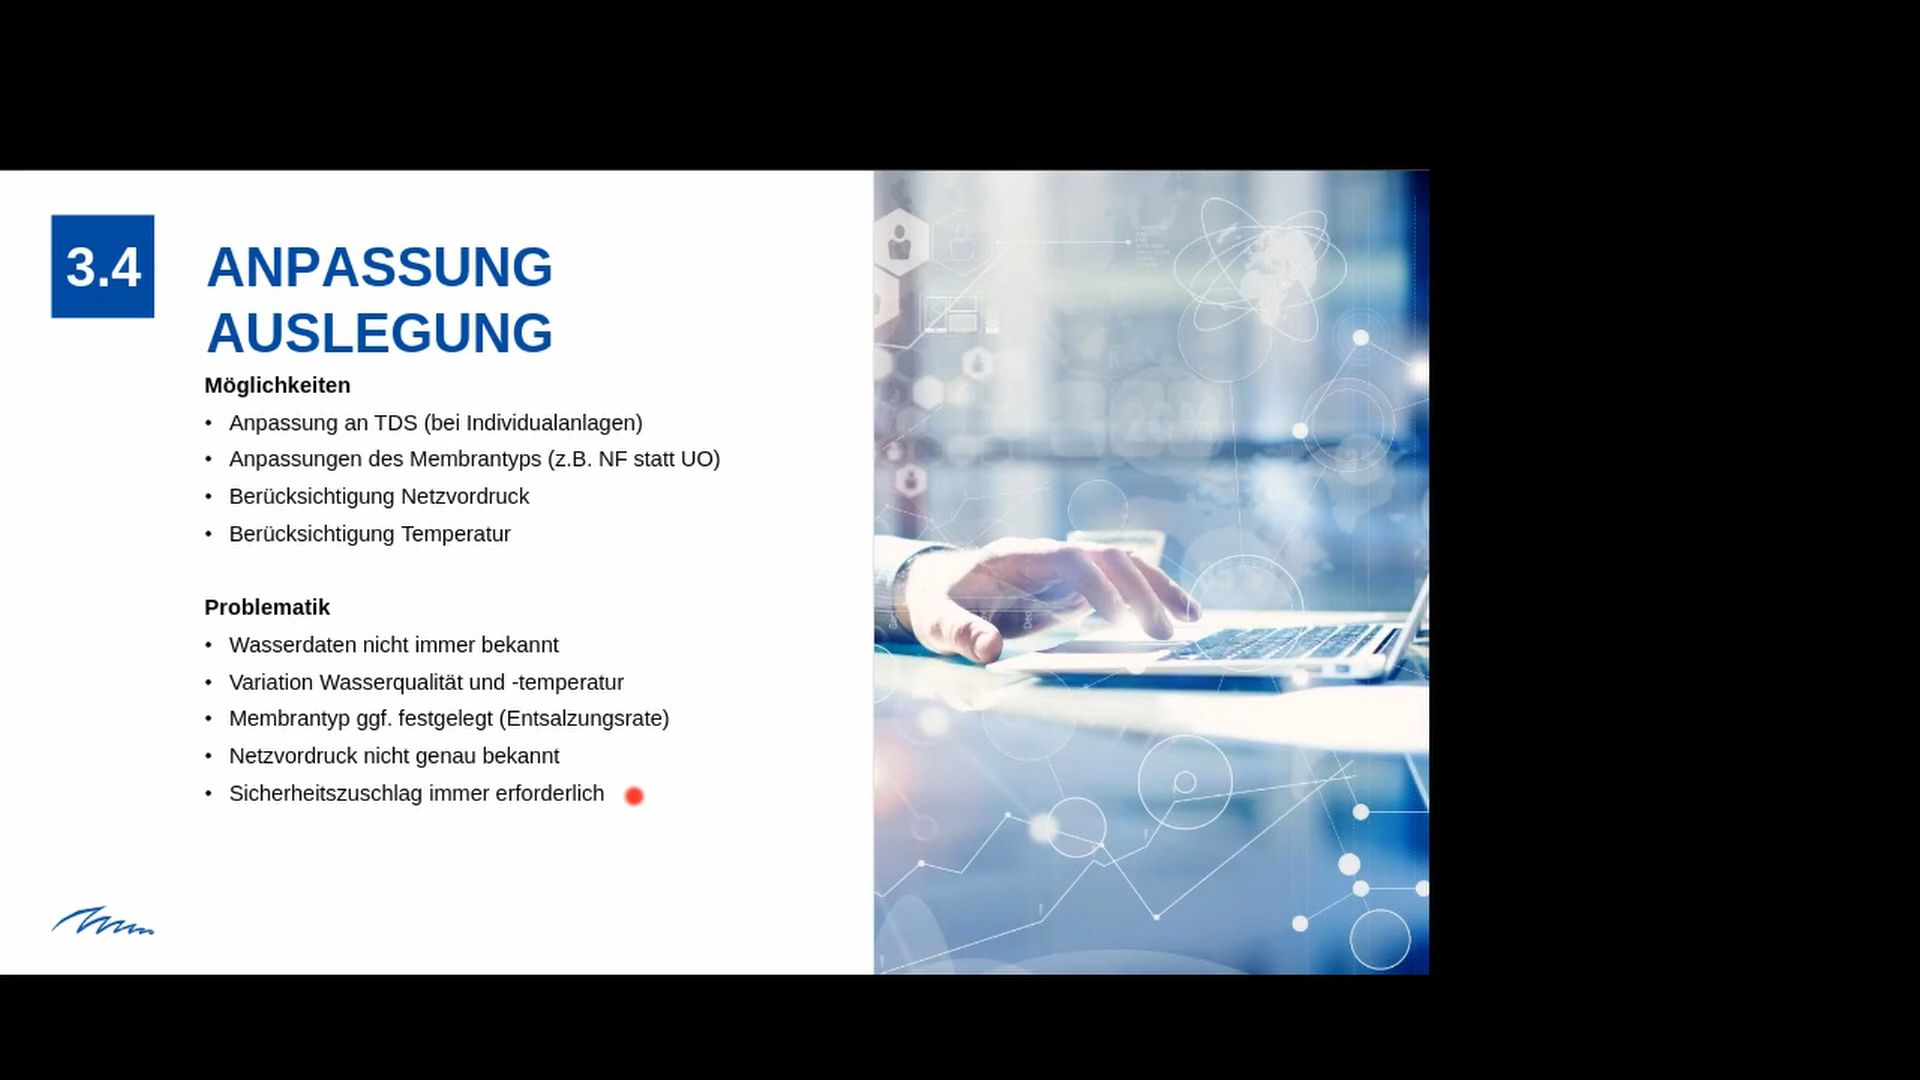 3.4
ANPASSUNG
AUSLEGUNG
Möglichkeiten
• Anpassung an TDS (bei Individualanlagen)
• Anpassungen des Membrantyps (z.B. NF statt UO)
• Berücksichtigung Netzvordruck
• Berücksichtigung Temperatur
Problematik
• Wasserdaten nicht immer bekannt
• Variation Wasserqualität und -temperatur
• Membrantyp ggf. festgelegt (Entsalzungsrate)
• Netzvordruck nicht genau bekannt
• Sicherheitszuschlag immer erforderlich